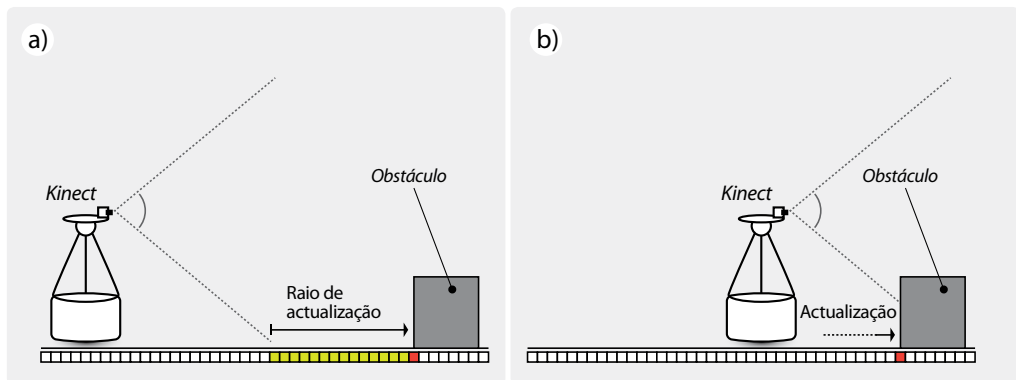 a)
Kinect
Obstáculo
Raio de
actualização
b)
Kinect
Obstáculo
Actualização